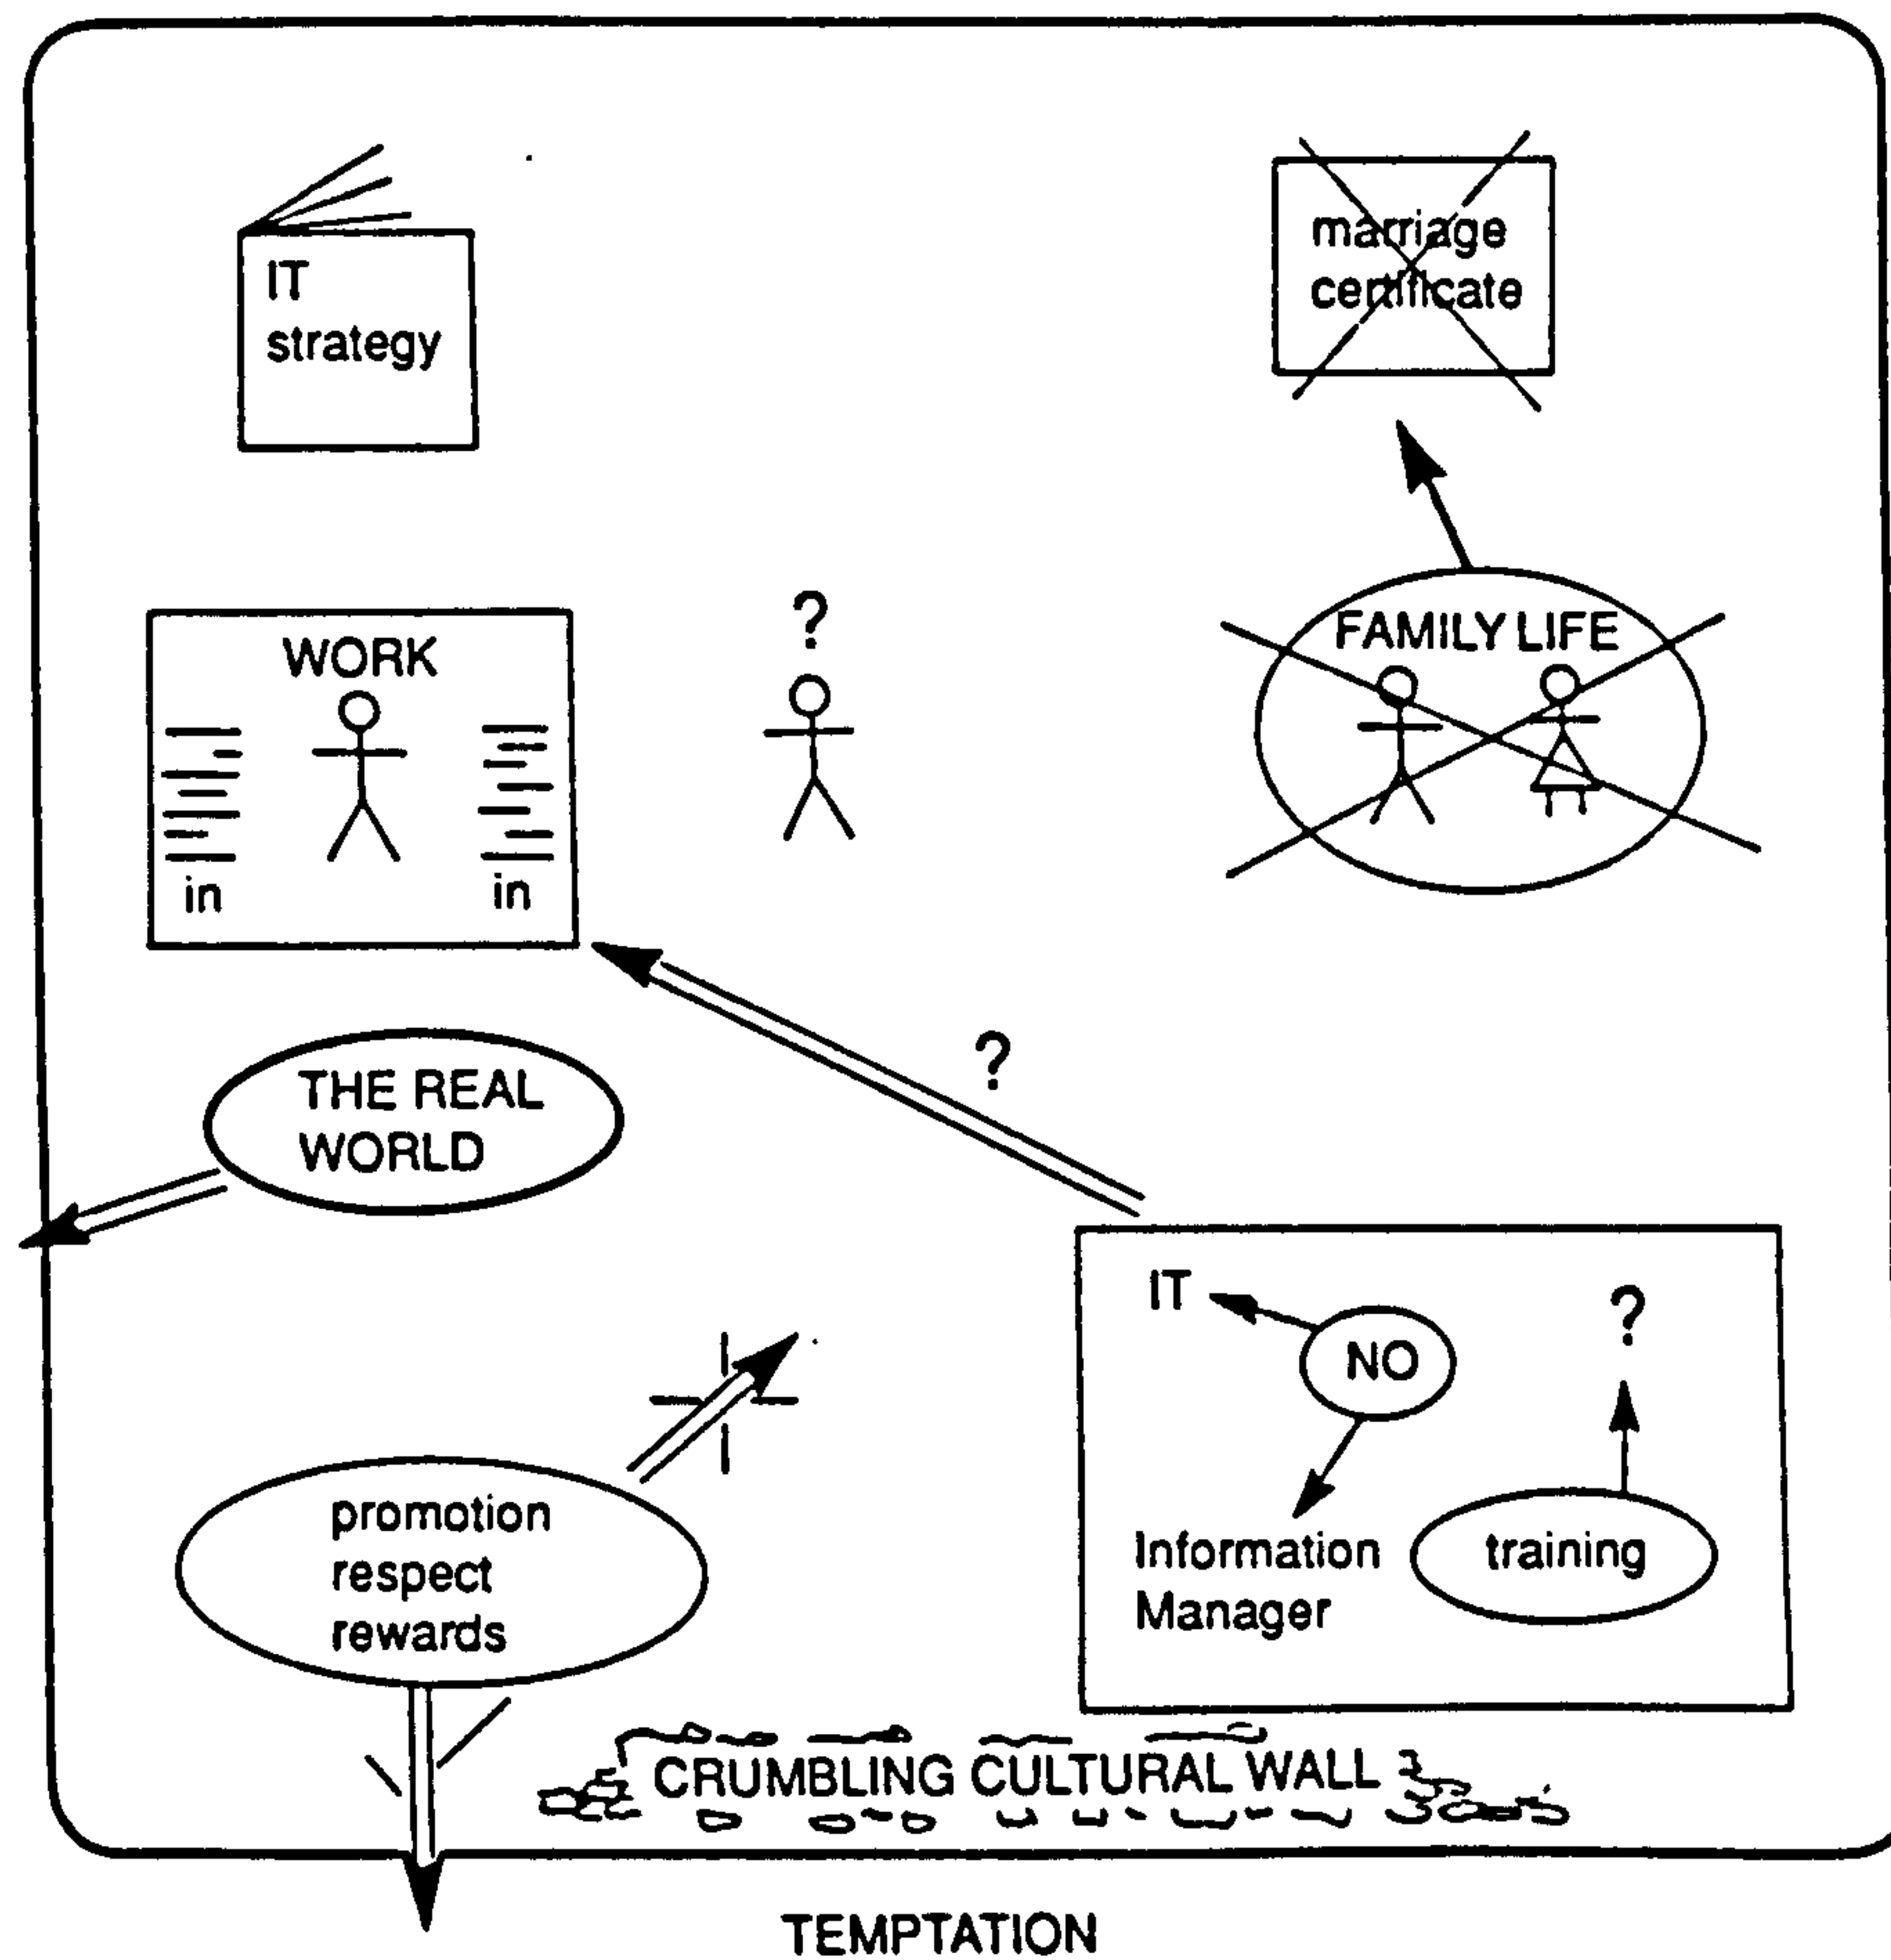 IT
strategy
marriage
certificate
WORK
in
in
?
FAMILY LIFE
THE REAL
WORLD
?
IT
NO
?
Information
Manager
training
promotion
respect
rewards
CRUMBLING CULTURAL WALL
TEMPTATION